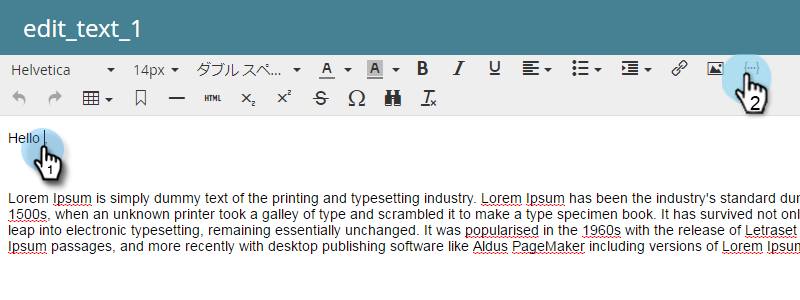 edit_text_1
Helvetica 14px ダブル スペ... A A B I U {...} 2
HTML X₂ X² S Ω Tx
Hello
1
Lorem Ipsum is simply dummy text of the printing and typesetting industry. Lorem Ipsum has been the industry's standard dur
1500s, when an unknown printer took a galley of type and scrambled it to make a type specimen book. It has survived not onl
leap into electronic typesetting, remaining essentially unchanged. It was popularised in the 1960s with the release of Letraset
Ipsum passages, and more recently with desktop publishing software like Aldus PageMaker including versions of Lorem Ipsum